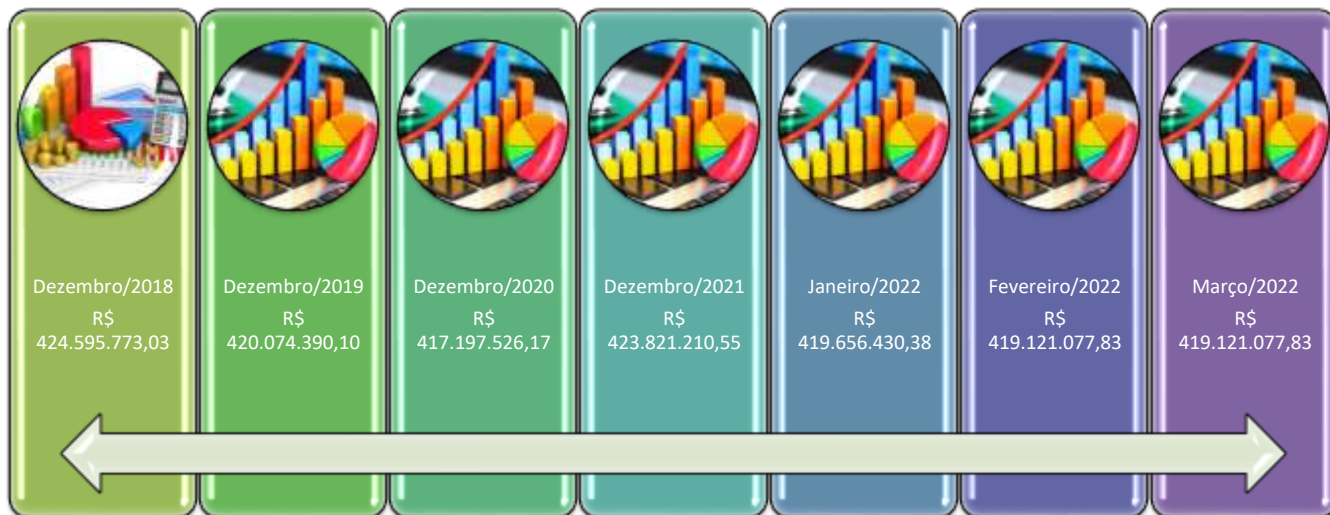 Dezembro/2018
R$
424.595.773,03
Dezembro/2019
R$
420.074.390,10
Dezembro/2020
R$
417.197.526,17
Dezembro/2021
R$
423.821.210,55
Janeiro/2022
R$
419.656.430,38
Fevereiro/2022
R$
419.121.077,83
Março/2022
R$
419.121.077,83